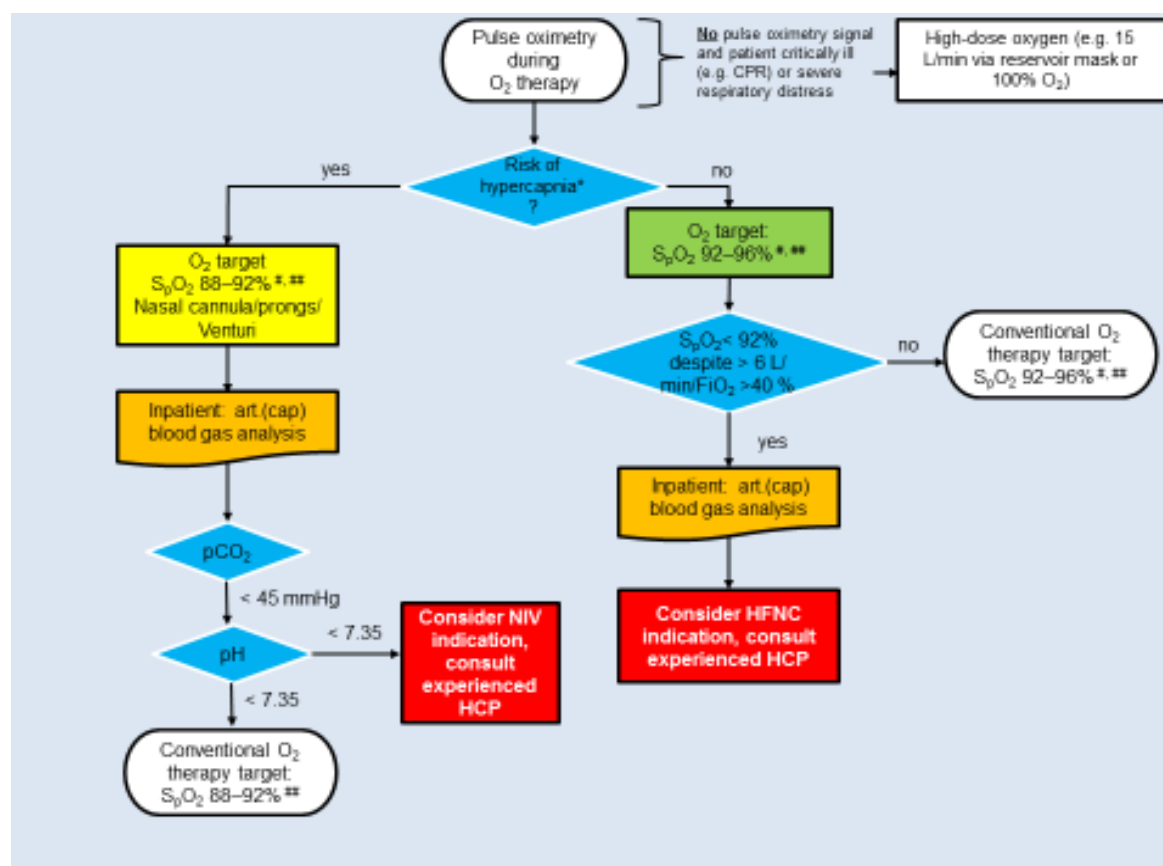 Pulse oximetry
during
O₂ therapy
No pulse oximetry signal
and patient critically ill
(e.g. CPR) or severe
respiratory distress
High-dose oxygen (e.g. 15
L/min via reservoir mask or
100% O₂)
yes
Risk of
hypercapnia*
?
no
O₂ target
SpO₂ 88–92% #, ##
Nasal cannula/prongs/
Venturi
O₂ target:
SpO₂ 92–96% #, ##
SpO₂< 92%
despite > 6 L/
min/FiO₂ >40 %
no
Conventional O₂
therapy target:
SpO₂ 92–96% #, ##
yes
Inpatient: art.(cap)
blood gas analysis
Inpatient: art.(cap)
blood gas analysis
pCO₂
< 45 mmHg
pH
< 7.35
Consider NIV
indication,
consult
experienced
HCP
Consider HFNC
indication, consult
experienced HCP
< 7.35
Conventional O₂
therapy target:
SpO₂ 88–92% ##